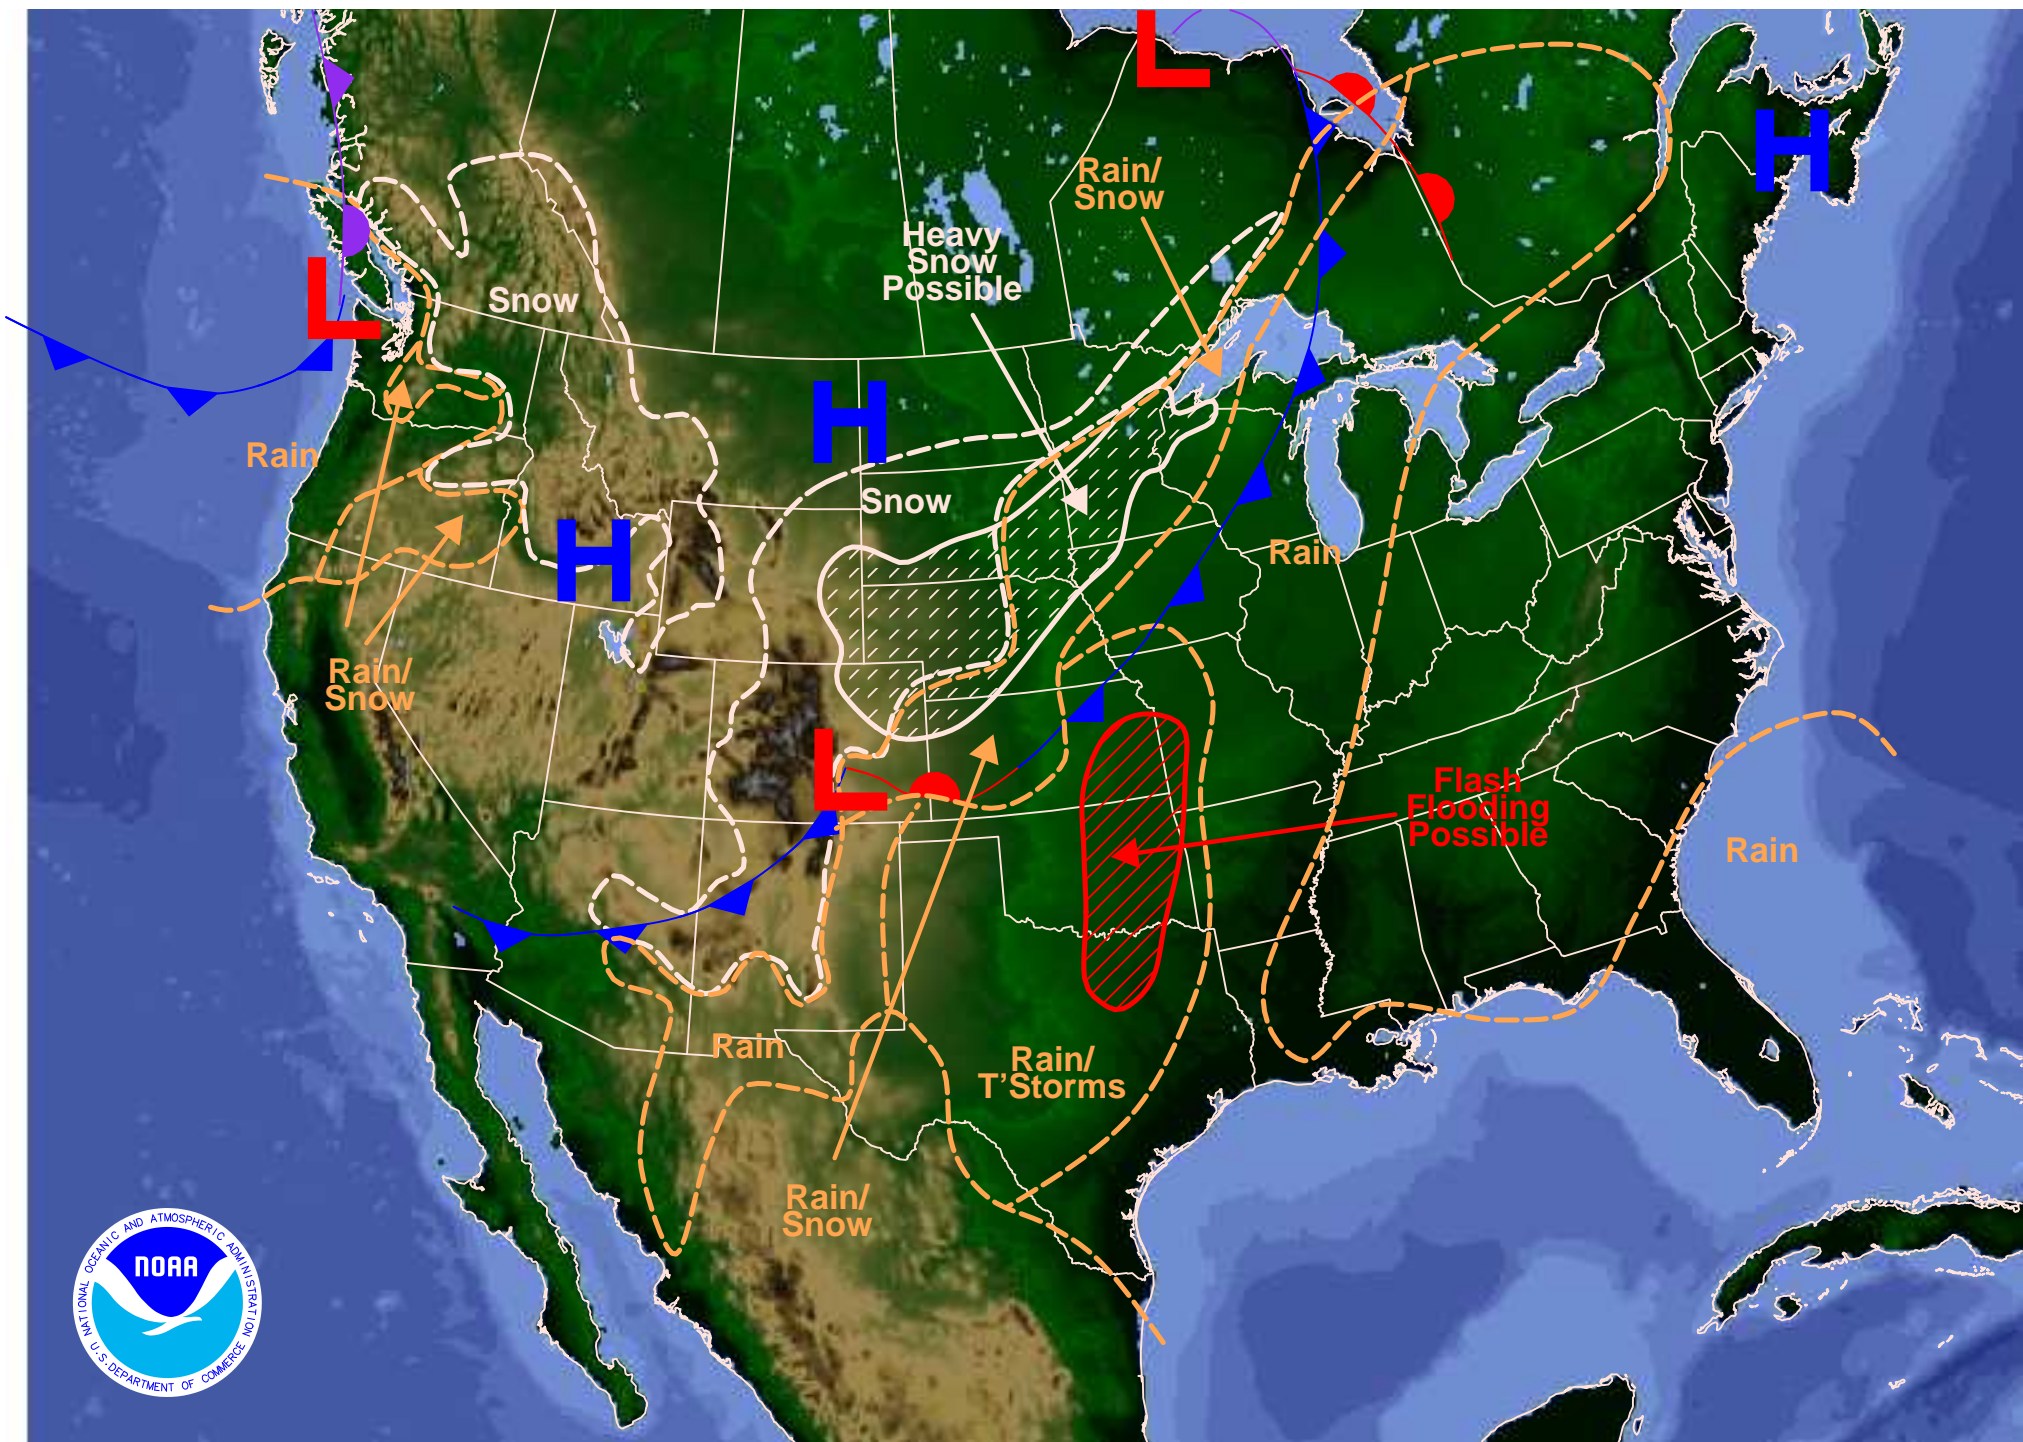 L
H
Rain/
Snow
Heavy
Snow
Possible
L
Snow
H
Rain
Snow
H
Rain
Rain/
Snow
L
Flash
Flooding
Possible
Rain
Rain
Rain/
T'Storms
Rain/
Snow
NATIONAL OCEANIC AND ATMOSPHERIC ADMINISTRATION
NOAA
U.S. DEPARTMENT OF COMMERCE